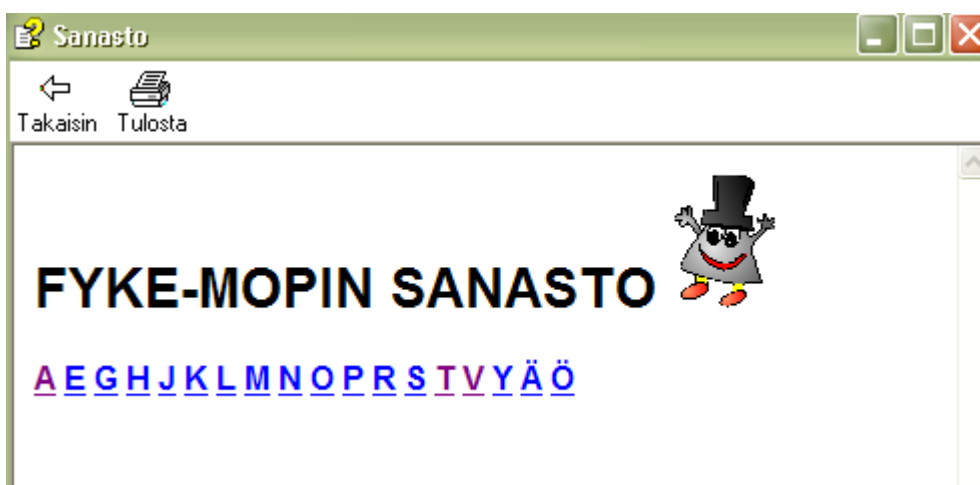 Sanasto
Takaisin Tulosta
FYKE-MOPIN SANASTO
A E G H J K L M N O P R S T V Y Ä Ö